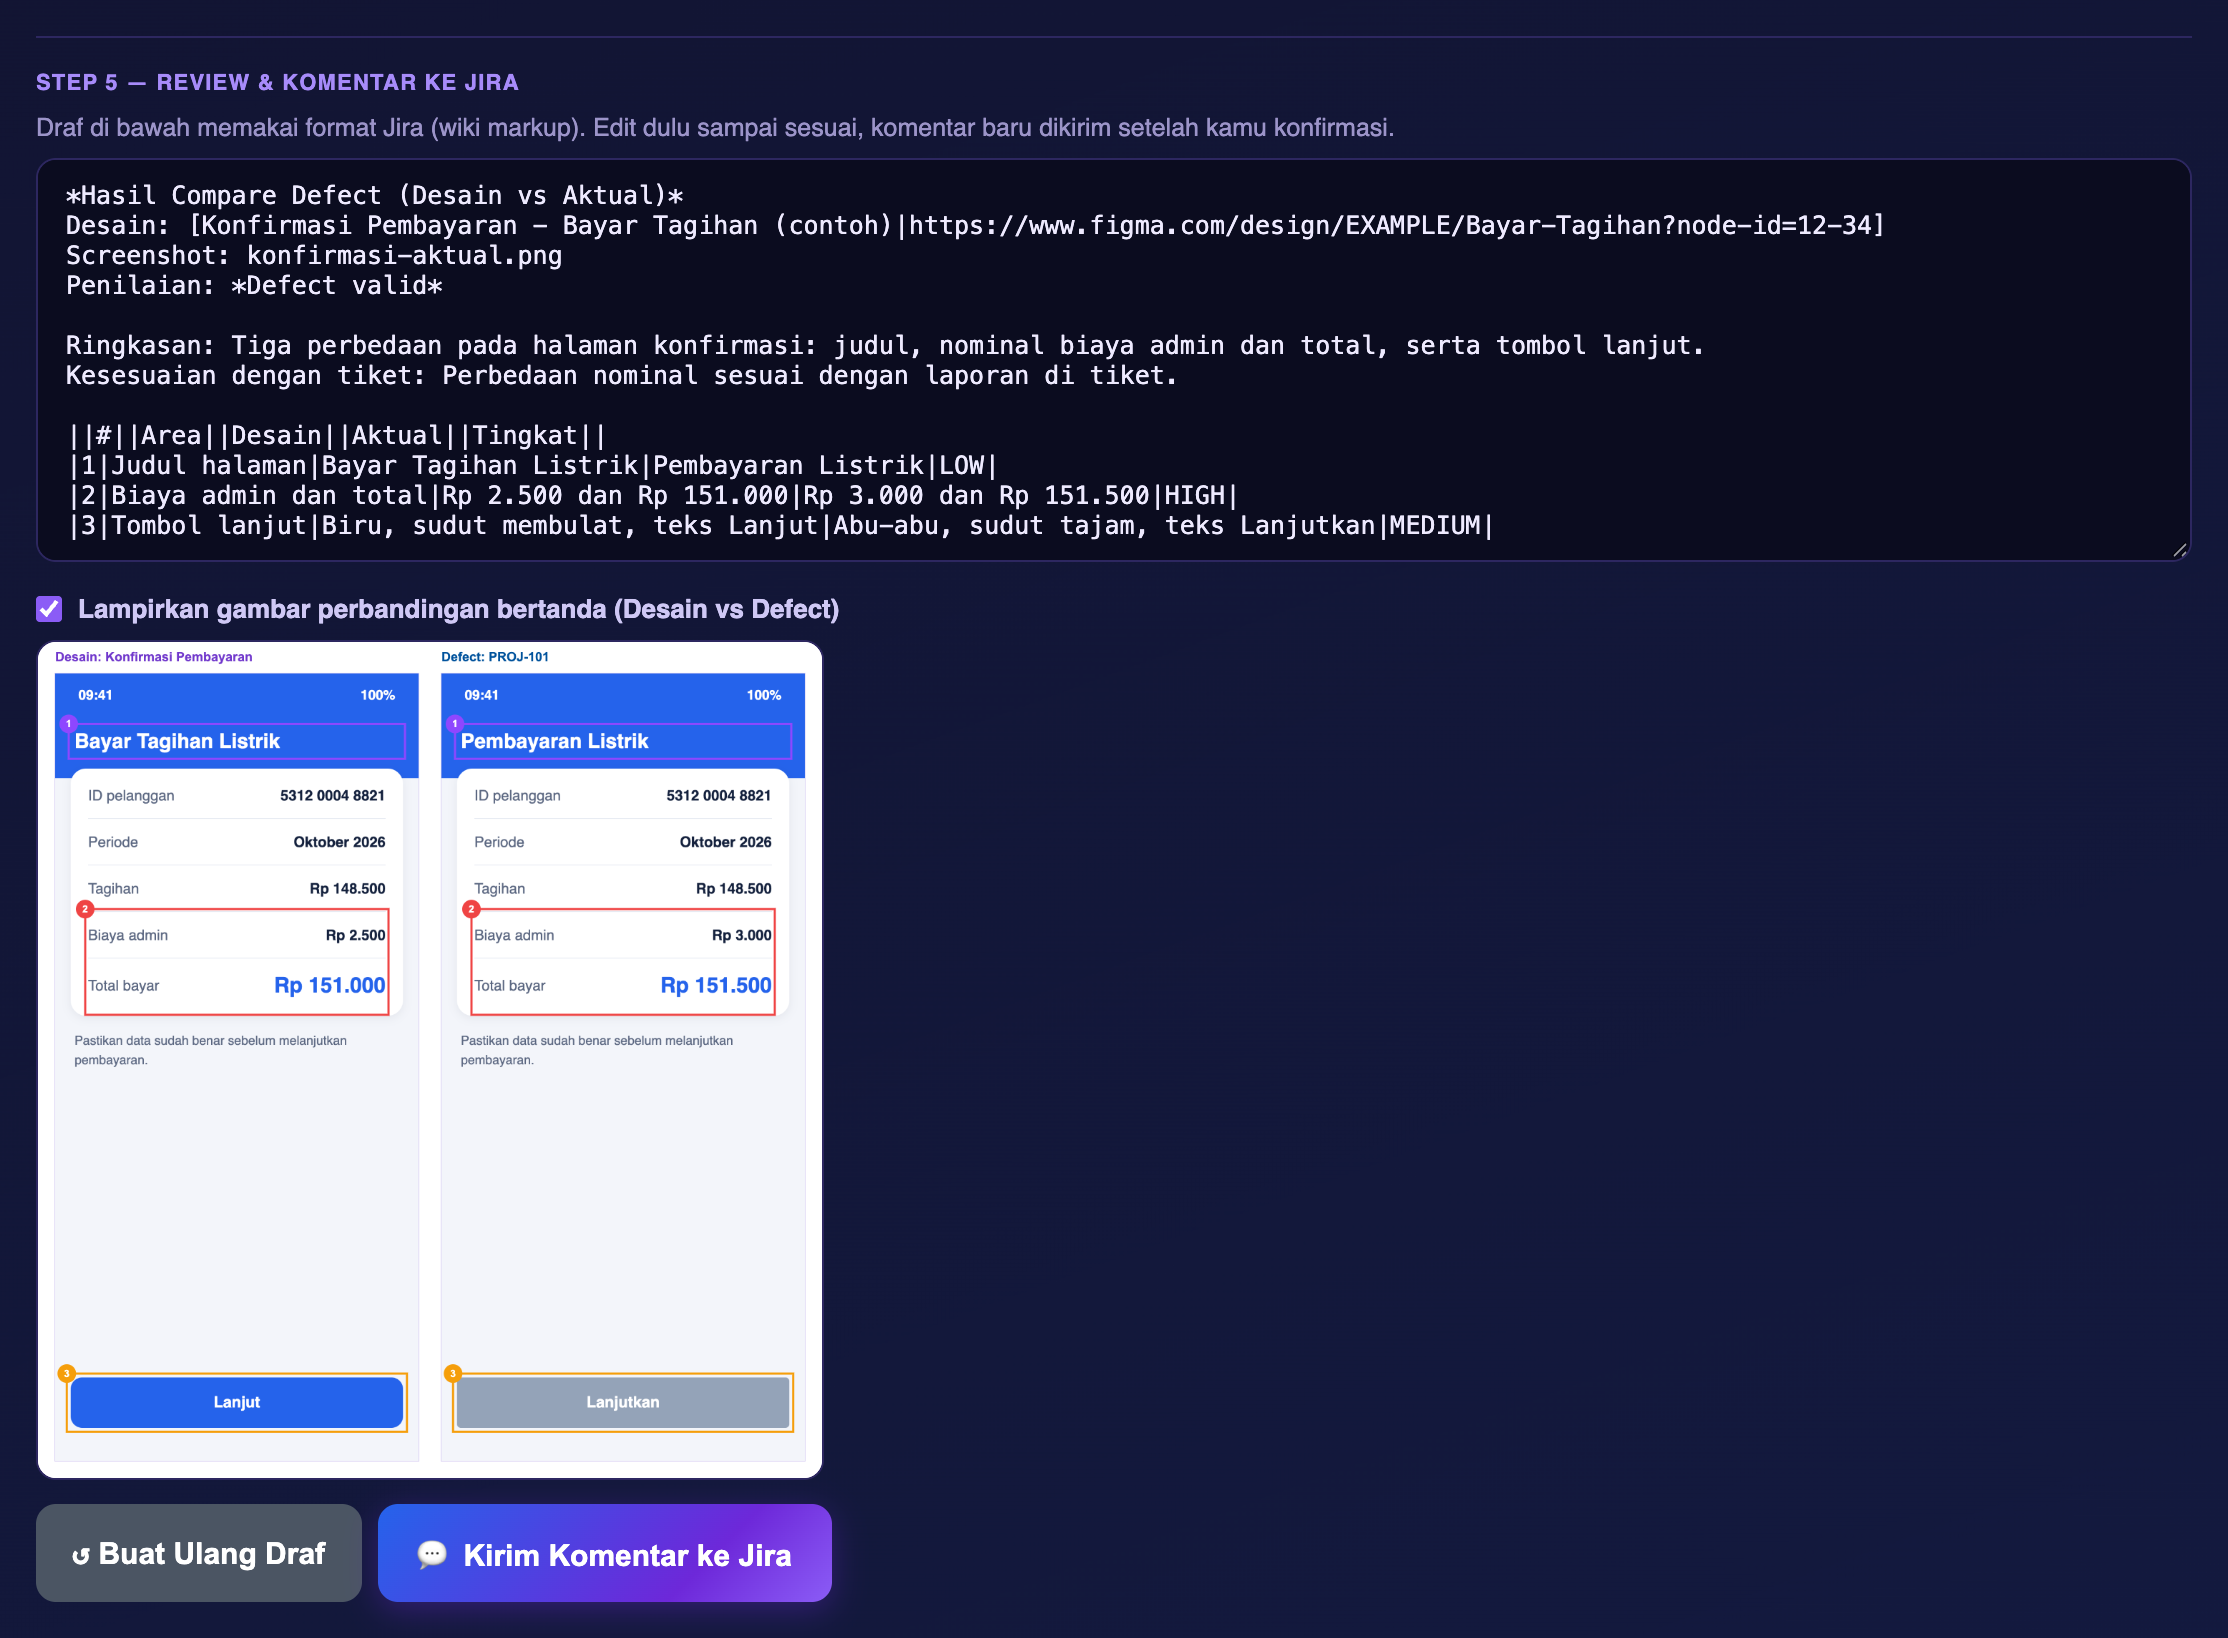 STEP 5 — REVIEW & KOMENTAR KE JIRA
Draf di bawah memakai format Jira (wiki markup). Edit dulu sampai sesuai, komentar baru dikirim setelah kamu konfirmasi.
*Hasil Compare Defect (Desain vs Aktual)*
Desain: [Konfirmasi Pembayaran - Bayar Tagihan (contoh)|https://www.figma.com/design/EXAMPLE/Bayar-Tagihan?node-id=12-34]
Screenshot: konfirmasi-aktual.png
Penilaian: *Defect valid*
Ringkasan: Tiga perbedaan pada halaman konfirmasi: judul, nominal biaya admin dan total, serta tombol lanjut.
Kesesuaian dengan tiket: Perbedaan nominal sesuai dengan laporan di tiket.
||#||Area||Desain||Aktual||Tingkat||
|1|Judul halaman|Bayar Tagihan Listrik|Pembayaran Listrik|LOW|
|2|Biaya admin dan total|Rp 2.500 dan Rp 151.000|Rp 3.000 dan Rp 151.500|HIGH|
|3|Tombol lanjut|Biru, sudut membulat, teks Lanjut|Abu-abu, sudut tajam, teks Lanjutkan|MEDIUM|
Lampirkan gambar perbandingan bertanda (Desain vs Defect)
Desain: Konfirmasi Pembayaran
09:41 100%
1
Bayar Tagihan Listrik
ID pelanggan 5312 0004 8821
Periode Oktober 2026
Tagihan Rp 148.500
2
Biaya admin Rp 2.500
Total bayar Rp 151.000
Pastikan data sudah benar sebelum melanjutkan
pembayaran.
3
Lanjut
Defect: PROJ-101
09:41 100%
1
Pembayaran Listrik
ID pelanggan 5312 0004 8821
Periode Oktober 2026
Tagihan Rp 148.500
2
Biaya admin Rp 3.000
Total bayar Rp 151.500
Pastikan data sudah benar sebelum melanjutkan
pembayaran.
3
Lanjutkan
↺ Buat Ulang Draf
💬 Kirim Komentar ke Jira